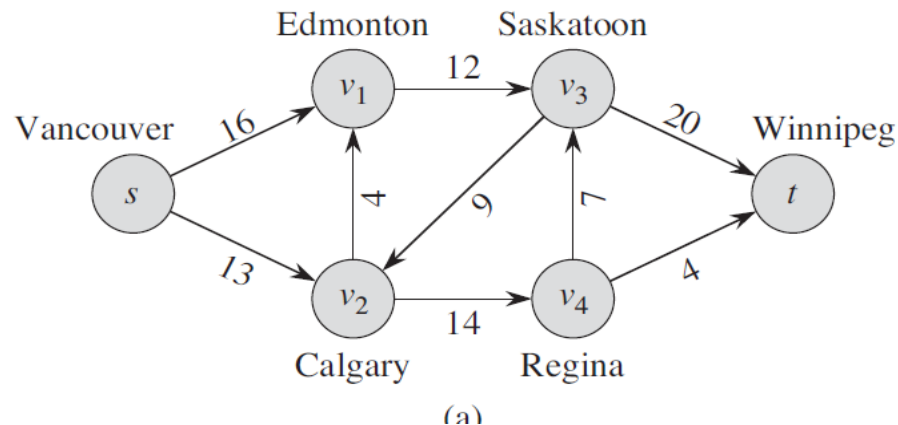 Edmonton Saskatoon
v1 12 v3
Vancouver 16 20 Winnipeg
s 4 9 7 t
13 4
v2 14 v4
Calgary Regina
(a)